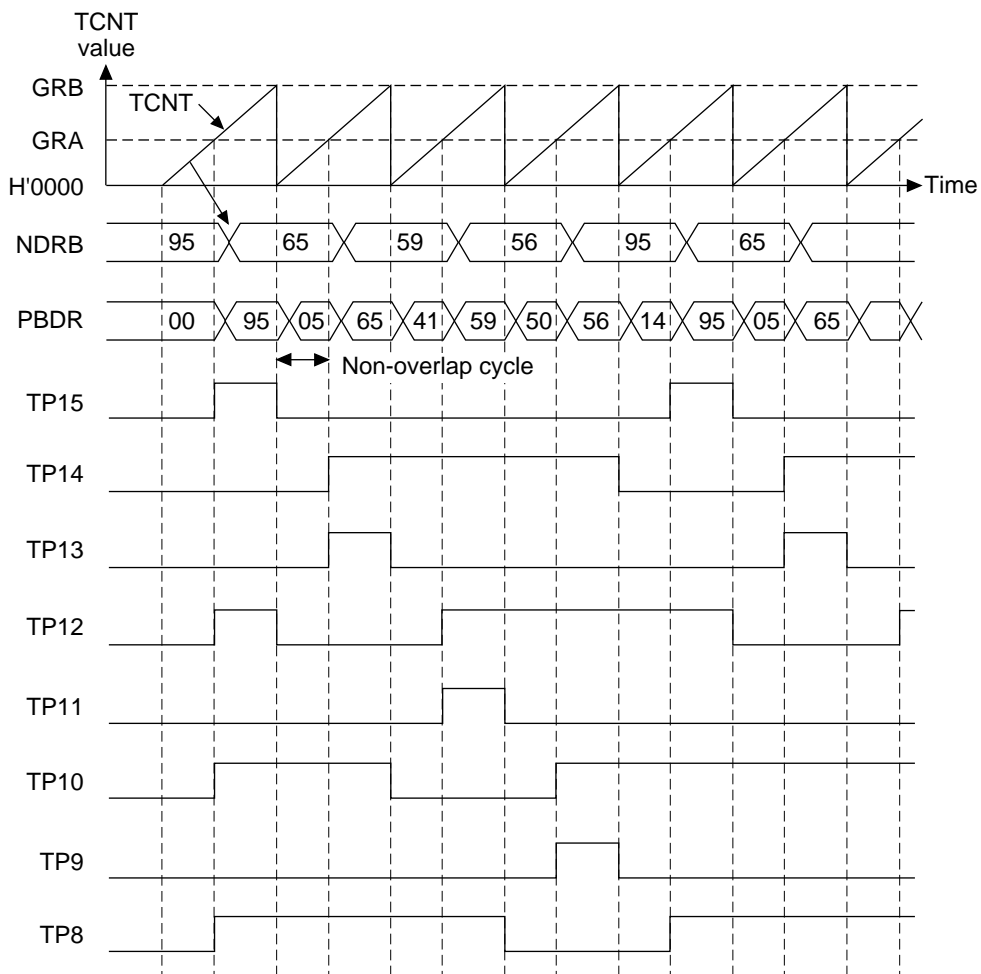 TCNT
value
GRB
TCNT
GRA
H'0000
Time
NDRB 95 65 59 56 95 65
PBDR 00 95 05 65 41 59 50 56 14 95 05 65
Non-overlap cycle
TP15
TP14
TP13
TP12
TP11
TP10
TP9
TP8